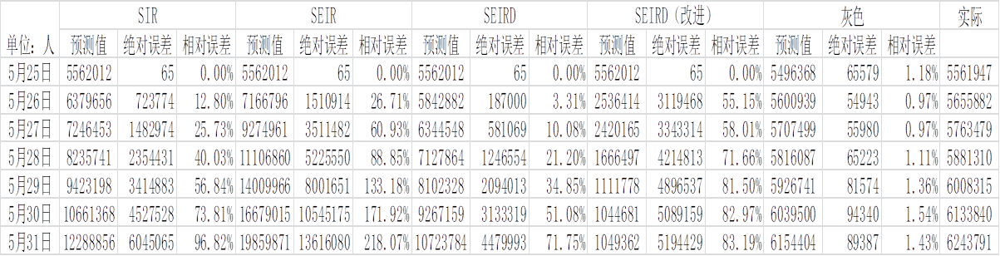 SIR SEIR SEIRD SEIRD（改进） 灰色 实际
单位：人 预测值 绝对误差 相对误差 预测值 绝对误差 相对误差 预测值 绝对误差 相对误差 预测值 绝对误差 相对误差 预测值 绝对误差 相对误差
5月25日 5562012 65 0.00% 5562012 65 0.00% 5562012 65 0.00% 5562012 65 0.00% 5496368 65579 1.18% 5561947
5月26日 6379656 723774 12.80% 7166796 1510914 26.71% 5842882 187000 3.31% 2536414 3119468 55.15% 5600939 54943 0.97% 5655882
5月27日 7246453 1482974 25.73% 9274961 3511482 60.93% 6344548 581069 10.08% 2420165 3343314 58.01% 5707499 55980 0.97% 5763479
5月28日 8235741 2354431 40.03% 11106860 5225550 88.85% 7127864 1246554 21.20% 1666497 4214813 71.66% 5816087 65223 1.11% 5881310
5月29日 9423198 3414883 56.84% 14009966 8001651 133.18% 8102328 2094013 34.85% 1111778 4896537 81.50% 5926741 81574 1.36% 6008315
5月30日 10661368 4527528 73.81% 16679015 10545175 171.92% 9267159 3133319 51.08% 1044681 5089159 82.97% 6039500 94340 1.54% 6133840
5月31日 12288856 6045065 96.82% 19859871 13616080 218.07% 10723784 4479993 71.75% 1049362 5194429 83.19% 6154404 89387 1.43% 6243791